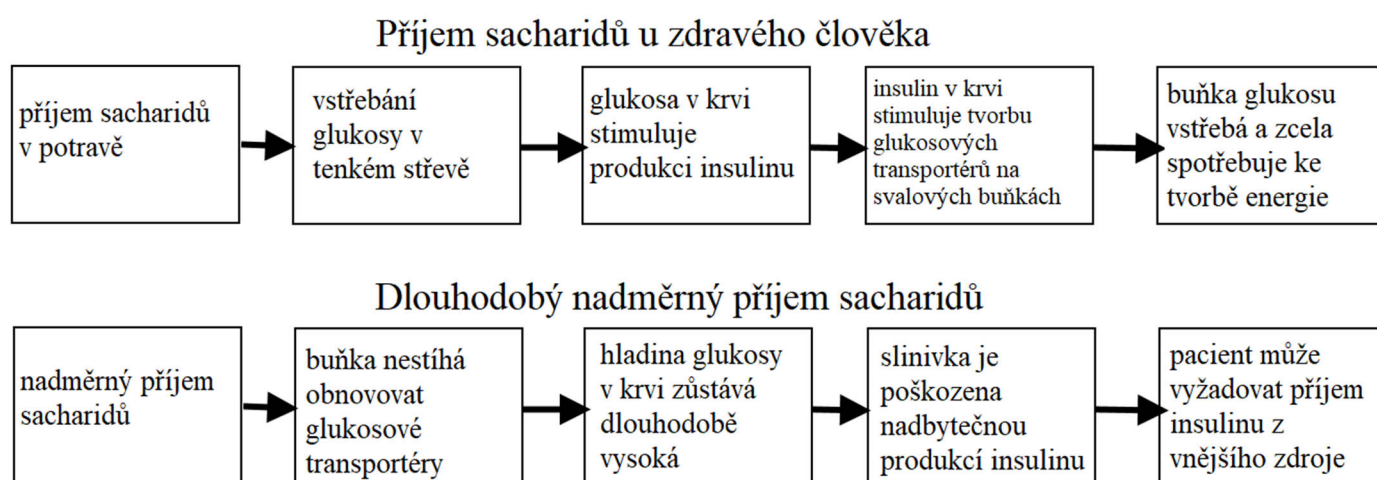 Příjem sacharidů u zdravého člověka
příjem sacharidů
v potravě
vstřebání
glukosy v
tenkém střevě
glukosa v krvi
stimuluje
produkci insulinu
insulin v krvi
stimuluje tvorbu
glukosových
transportérů na
svalových buňkách
buňka glukosu
vstřebá a zcela
spotřebuje ke
tvorbě energie
Dlouhodobý nadměrný příjem sacharidů
nadměrný příjem
sacharidů
buňka nestíhá
obnovovat
glukosové
transportéry
hladina glukosy
v krvi zůstává
dlouhodobě
vysoká
slinivka je
poškozena
nadbytečnou
produkcí insulinu
pacient může
vyžadovat příjem
insulinu z
vnějšího zdroje